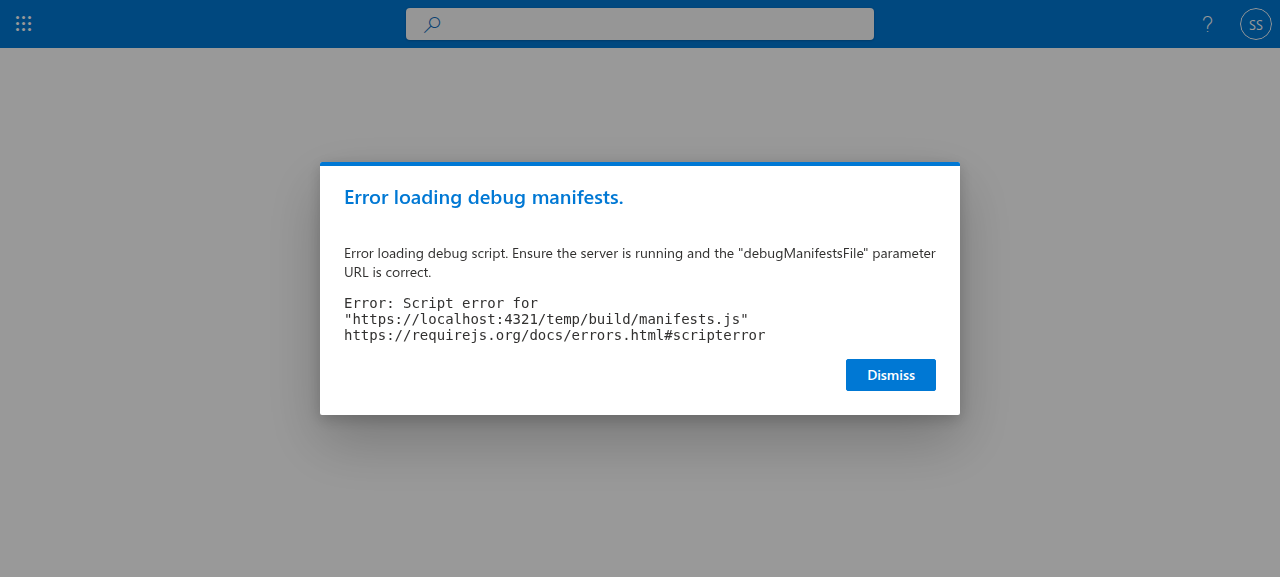 ?
SS
Error loading debug manifests.
Error loading debug script. Ensure the server is running and the "debugManifestsFile" parameter
URL is correct.
Error: Script error for
"https://localhost:4321/temp/build/manifests.js"
https://requirejs.org/docs/errors.html#scripterror
Dismiss